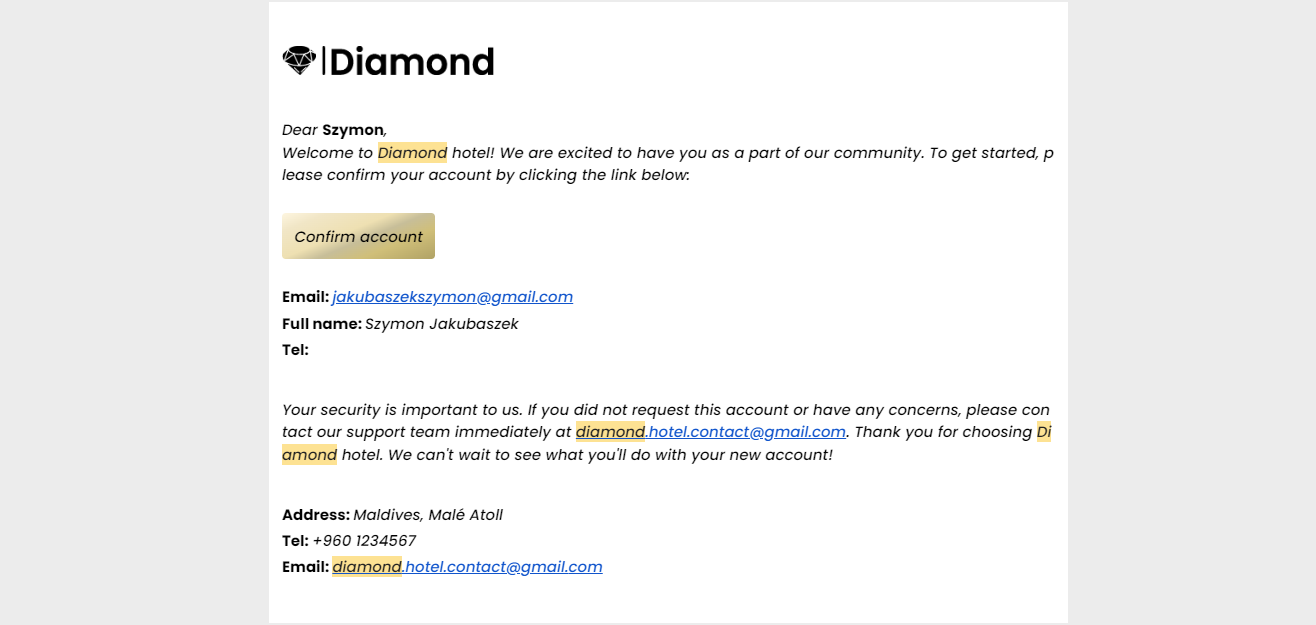 Diamond
Dear Szymon,
Welcome to Diamond hotel! We are excited to have you as a part of our community. To get started, p
lease confirm your account by clicking the link below:
Confirm account
Email: jakubaszekszymon@gmail.com
Full name: Szymon Jakubaszek
Tel:
Your security is important to us. If you did not request this account or have any concerns, please con
tact our support team immediately at diamond.hotel.contact@gmail.com. Thank you for choosing Di
amond hotel. We can't wait to see what you'll do with your new account!
Address: Maldives, Malé Atoll
Tel: +960 1234567
Email: diamond.hotel.contact@gmail.com